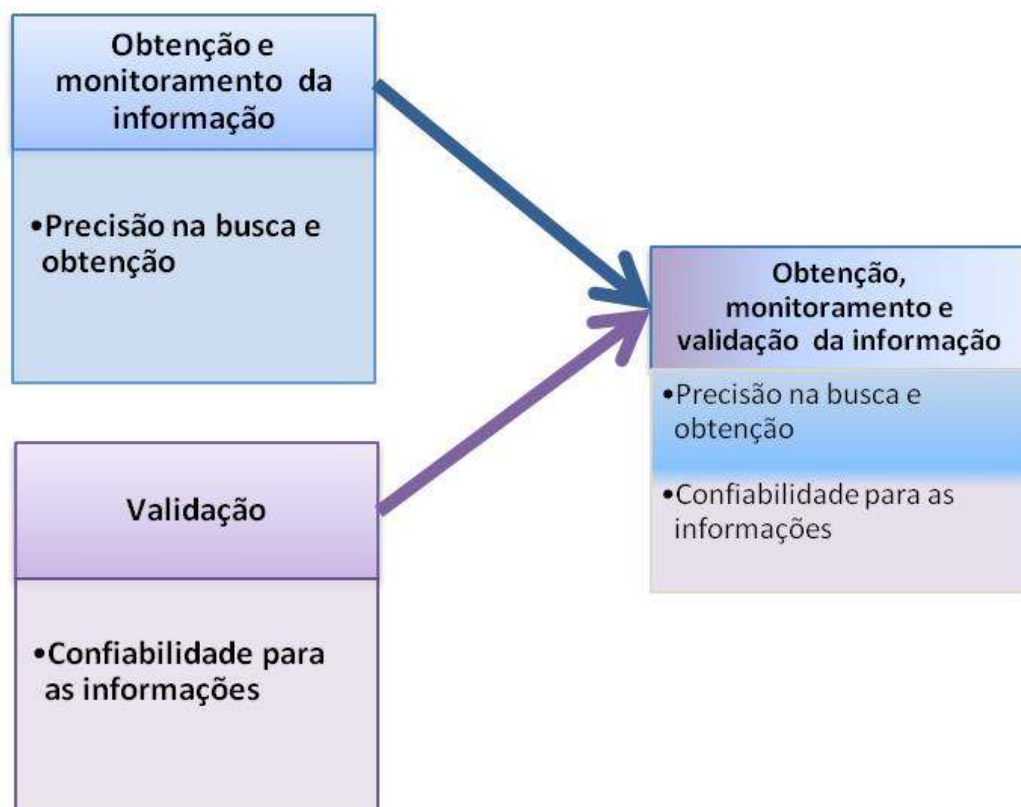 Obtenção e
monitoramento da
informação
•Precisão na busca e
obtenção
Validação
•Confiabilidade para
as informações
Obtenção,
monitoramento e
validação da informação
•Precisão na busca e
obtenção
•Confiabilidade para as
informações